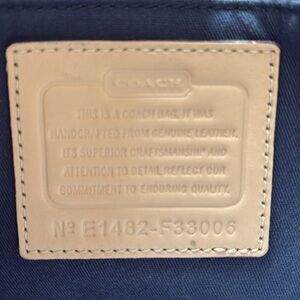 COACH
THIS IS A COACH BAG. IT WAS
HANDCRAFTED FROM GENUINE LEATHER.
ITS SUPERIOR CRAFTSMANSHIP AND
ATTENTION TO DETAIL REFLECT OUR
COMMITMENT TO ENDURING QUALITY.
Nº E1482-F33006